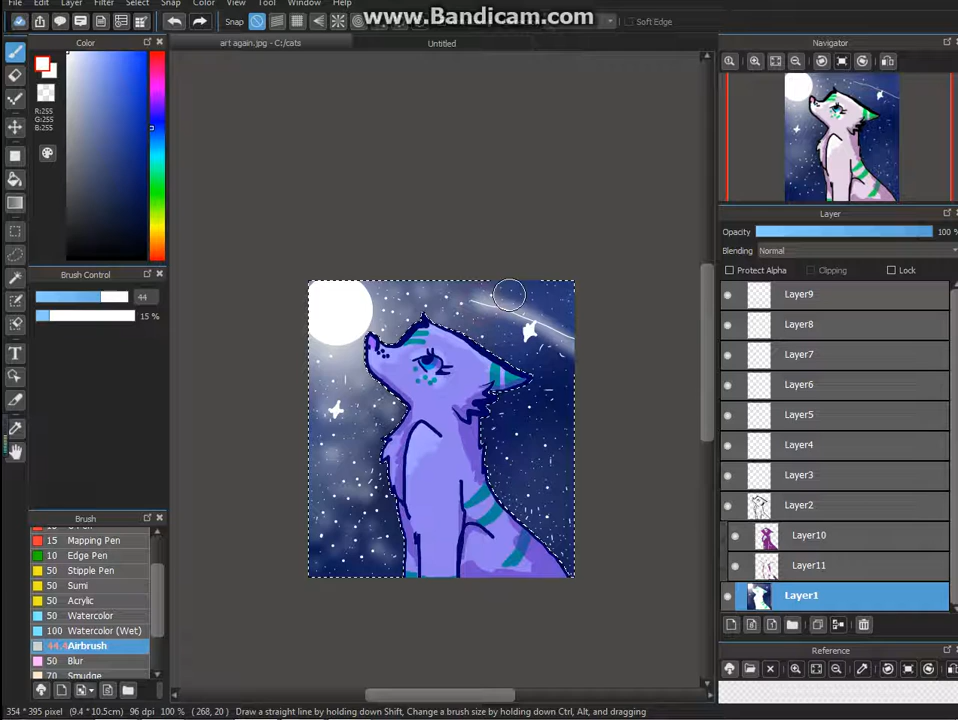 File Edit Layer Filter Snap Color View Tool Window Help
www.Bandicam.com
Snap
Soft Edge
Color
art again.jpg - C:/cats
Untitled
Navigator
R:255
G:255
B:255
Layer
Opacity 100 %
Blending Normal
Protect Alpha Clipping Lock
Brush Control
44
15 %
Layer9
Layer8
Layer7
Layer6
Layer5
Layer4
Layer3
Layer2
Layer10
Layer11
Layer1
Brush
15 Mapping Pen
10 Edge Pen
50 Stipple Pen
50 Sumi
50 Acrylic
50 Watercolor
100 Watercolor (Wet)
44.4 Airbrush
50 Blur
70 Smudge
Reference
354 * 395 pixel (9.4 * 10.5cm) 96 dpi 100 % (268, 20) Draw a straight line by holding down Shift, Change a brush size by holding down Ctrl, Alt, and dragging